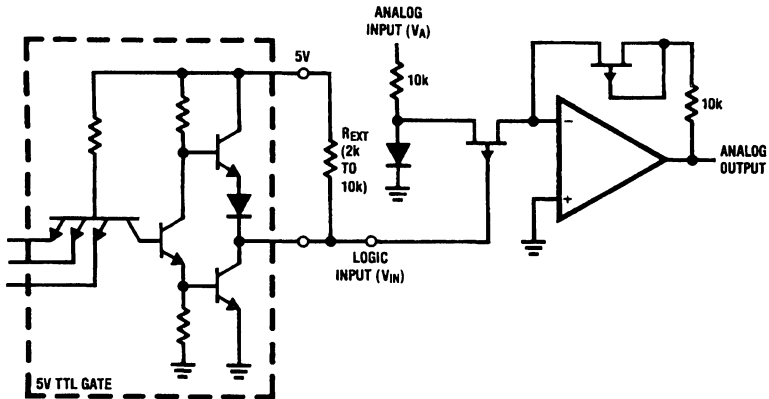 ANALOG
INPUT (VA)
5V
10k
REXT
(2k
TO
10k)
10k
−
+
ANALOG
OUTPUT
LOGIC
INPUT (VIN)
5V TTL GATE